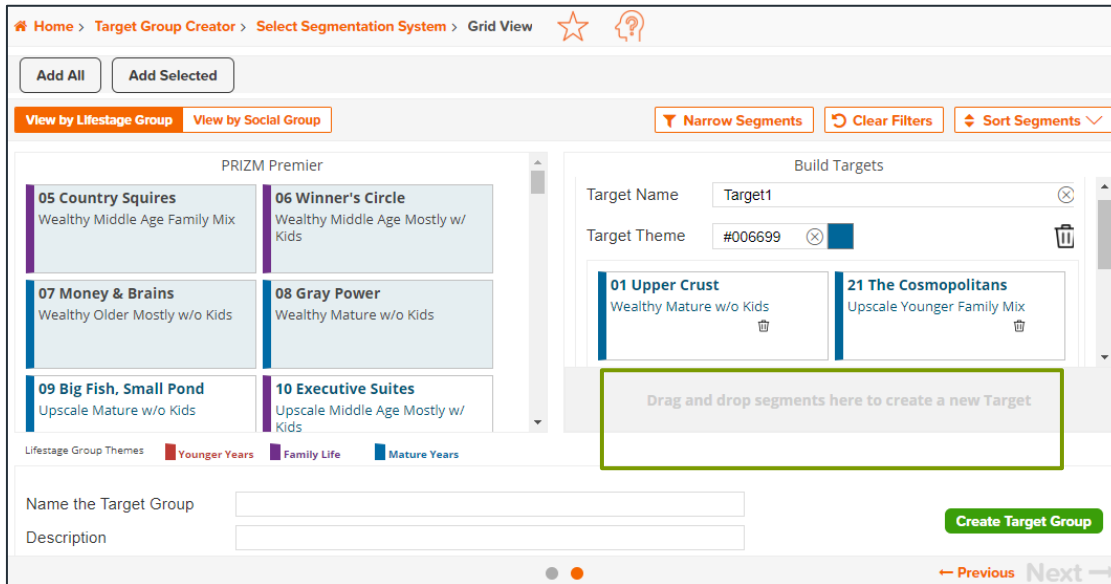 Home > Target Group Creator > Select Segmentation System > Grid View
Add All Add Selected
View by Lifestage Group View by Social Group Narrow Segments Clear Filters Sort Segments
PRIZM Premier
05 Country Squires
Wealthy Middle Age Family Mix
06 Winner's Circle
Wealthy Middle Age Mostly w/
Kids
07 Money & Brains
Wealthy Older Mostly w/o Kids
08 Gray Power
Wealthy Mature w/o Kids
09 Big Fish, Small Pond
Upscale Mature w/o Kids
10 Executive Suites
Upscale Middle Age Mostly w/
Kids
Lifestage Group Themes Younger Years Family Life Mature Years
Build Targets
Target Name Target1
Target Theme #006699
01 Upper Crust
Wealthy Mature w/o Kids
21 The Cosmopolitans
Upscale Younger Family Mix
Drag and drop segments here to create a new Target
Name the Target Group
Description
Create Target Group
Previous Next